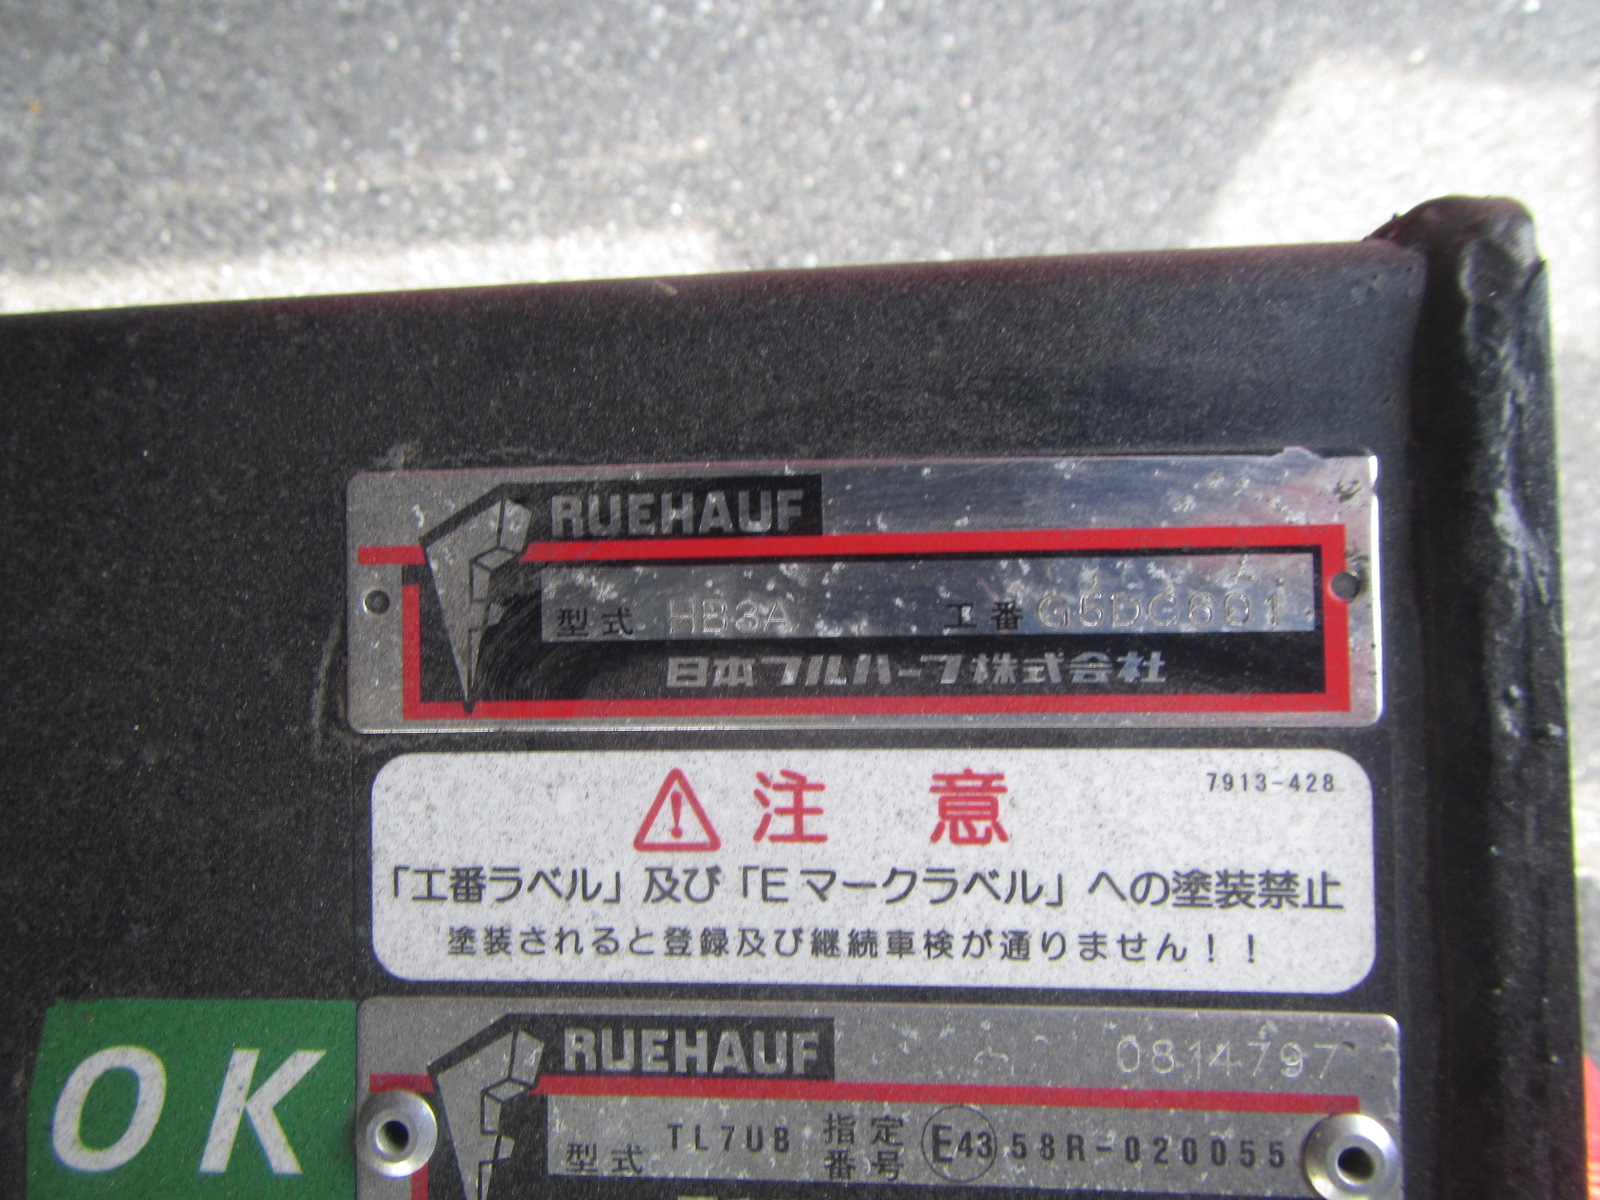 RUEHAUF
型式 HB3A 工番 G5DC601
日本フルハーフ株式会社
注意 7913-428
「工番ラベル」及び「Eマークラベル」への塗装禁止
塗装されると登録及び継続車検が通りません！！
OK
RUEHAUF 0814797
型式 TL7UB 指定番号 E43 58R-020055